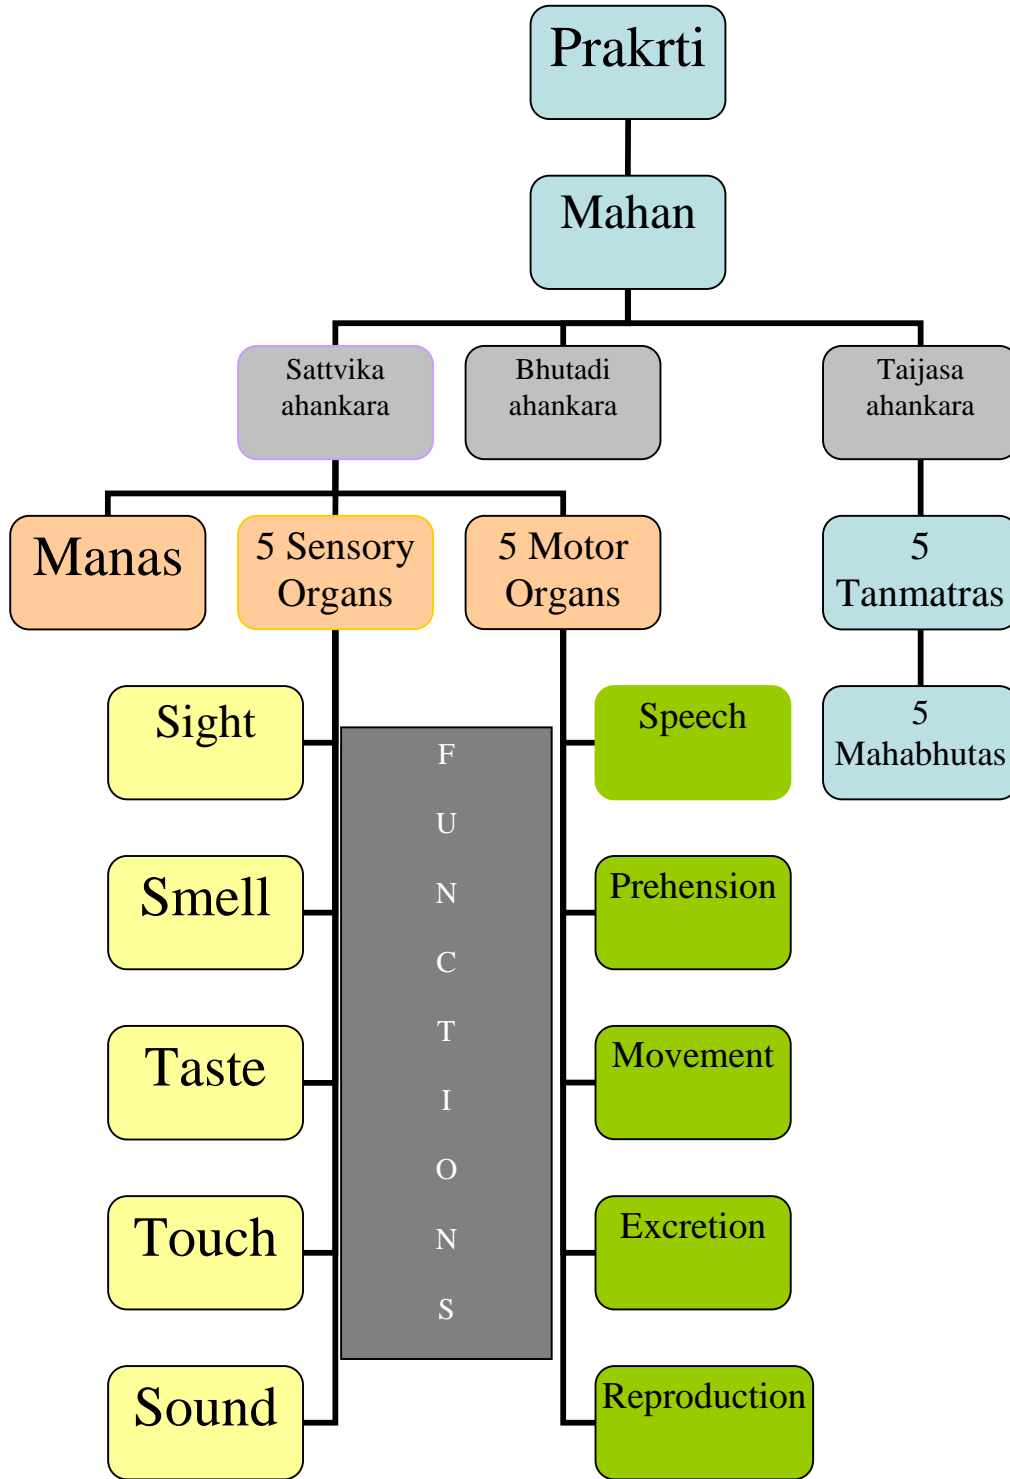 Prakrti
Mahan
Sattvika
ahankara
Bhutadi
ahankara
Taijasa
ahankara
Manas
5 Sensory
Organs
5 Motor
Organs
5
Tanmatras
Sight
Speech
5
Mahabhutas
Smell
Prehension
Taste
Movement
Touch
Excretion
Sound
Reproduction
F
U
N
C
T
I
O
N
S